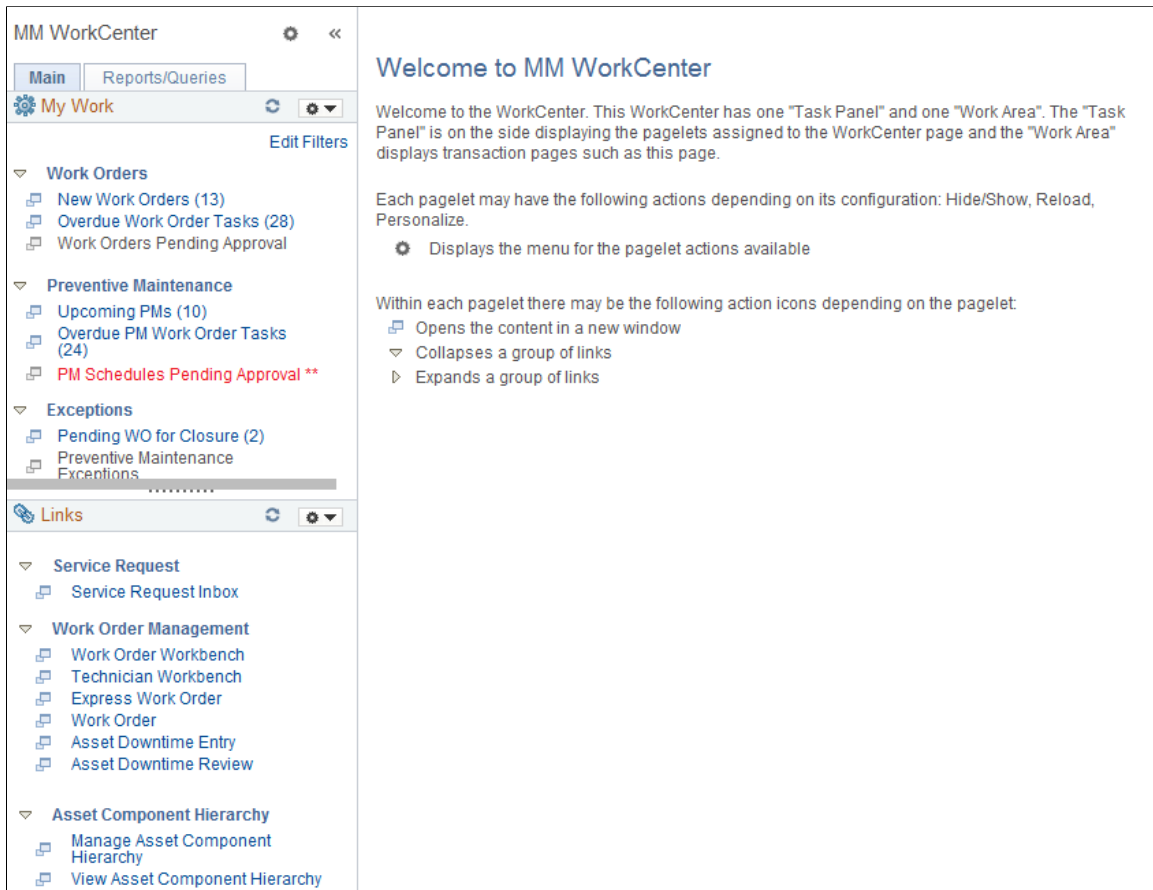 MM WorkCenter
Main
Reports/Queries
My Work
Edit Filters
Work Orders
New Work Orders (13)
Overdue Work Order Tasks (28)
Work Orders Pending Approval
Preventive Maintenance
Upcoming PMs (10)
Overdue PM Work Order Tasks
(24)
PM Schedules Pending Approval **
Exceptions
Pending WO for Closure (2)
Preventive Maintenance
Exceptions
Links
Service Request
Service Request Inbox
Work Order Management
Work Order Workbench
Technician Workbench
Express Work Order
Work Order
Asset Downtime Entry
Asset Downtime Review
Asset Component Hierarchy
Manage Asset Component
Hierarchy
View Asset Component Hierarchy
Welcome to MM WorkCenter
Welcome to the WorkCenter. This WorkCenter has one "Task Panel" and one "Work Area". The "Task
Panel" is on the side displaying the pagelets assigned to the WorkCenter page and the "Work Area"
displays transaction pages such as this page.
Each pagelet may have the following actions depending on its configuration: Hide/Show, Reload,
Personalize.
Displays the menu for the pagelet actions available
Within each pagelet there may be the following action icons depending on the pagelet:
Opens the content in a new window
Collapses a group of links
Expands a group of links